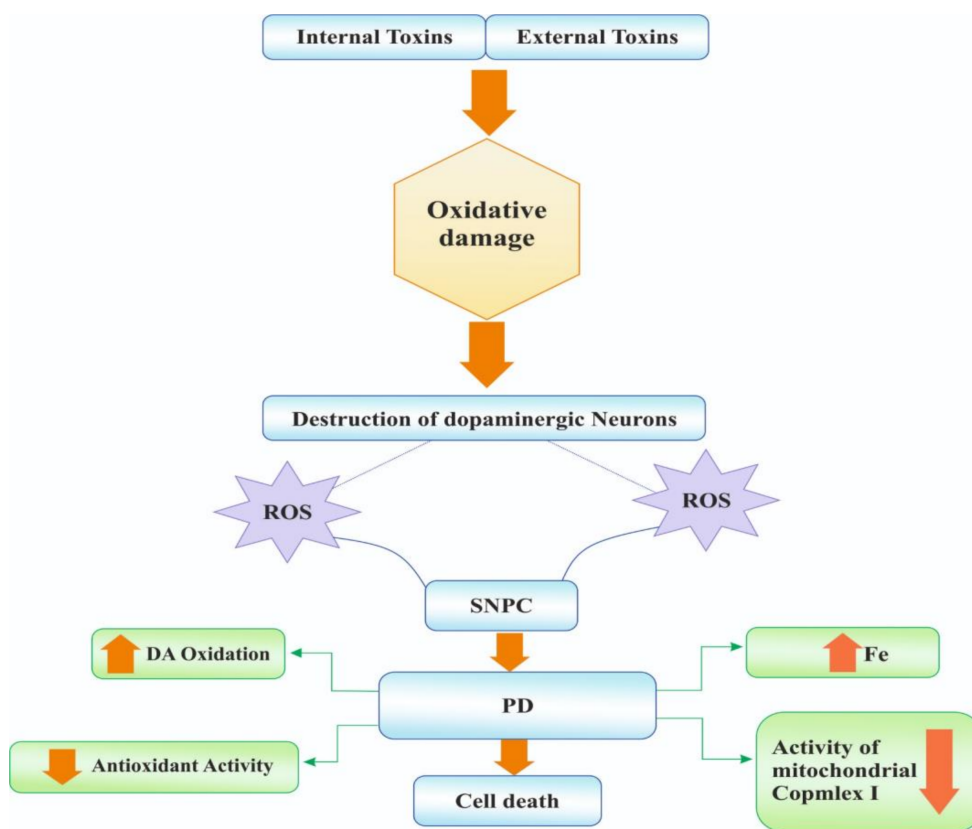 Internal Toxins
External Toxins
Oxidative
damage
Destruction of dopaminergic Neurons
ROS
ROS
SNPC
DA Oxidation
Fe
PD
Antioxidant Activity
Activity of
mitochondrial
Copmlex I
Cell death